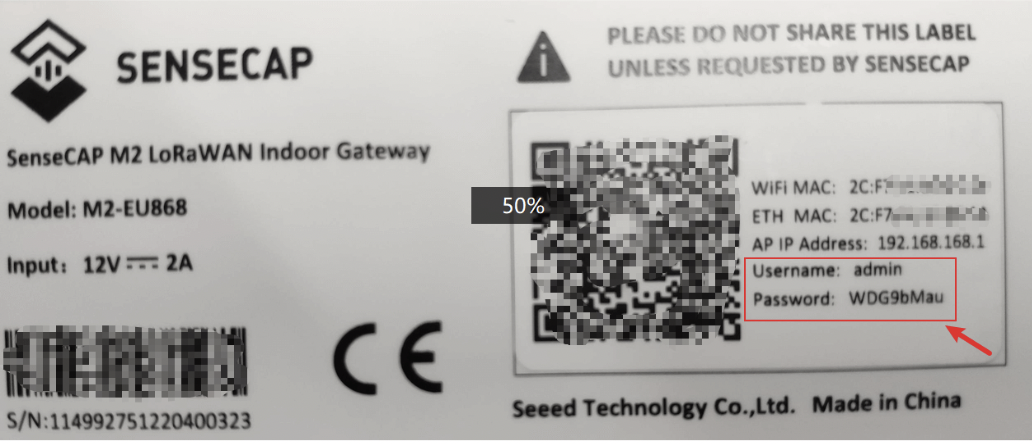 SENSECAP
SenseCAP M2 LoRaWAN Indoor Gateway
Model: M2-EU868
Input: 12V 2A
S/N:114992751220400323
CE
PLEASE DO NOT SHARE THIS LABEL
UNLESS REQUESTED BY SENSECAP
WiFi MAC: 2C:F7
ETH MAC: 2C:F7
AP IP Address: 192.168.168.1
Username: admin
Password: WDG9bMau
Seeed Technology Co.,Ltd. Made in China
50%